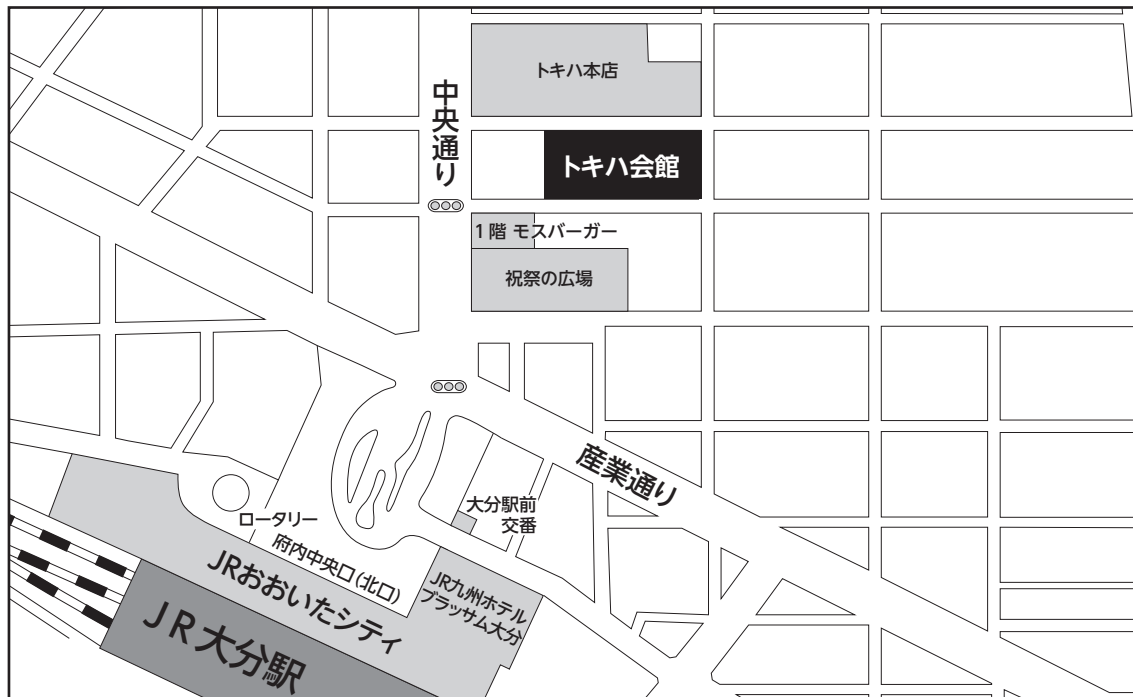 トキハ本店
中央通り
トキハ会館
1階 モスバーガー
祝祭の広場
産業通り
大分駅前
交番
ロータリー
府内中央口(北口)
JRおおいたシティ
JR九州ホテル
ブラッサム大分
JR大分駅